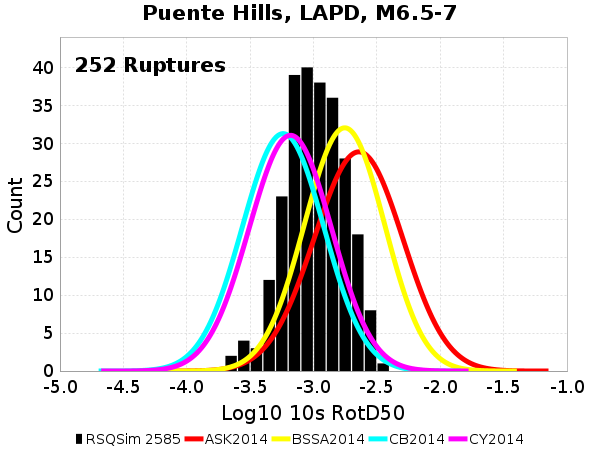 Puente Hills, LAPD, M6.5-7
252 Ruptures
Count
40
35
30
25
20
15
10
5
0
-5.0 -4.5 -4.0 -3.5 -3.0 -2.5 -2.0 -1.5 -1.0
Log10 10s RotD50
RSQSim 2585 ASK2014 BSSA2014 CB2014 CY2014